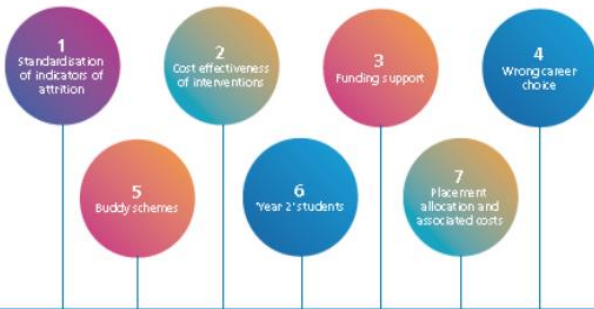 1
Standardisation
of indicators of
attrition
2
Cost effectiveness
of interventions
3
Funding support
4
Wrong career
choice
5
Buddy schemes
6
'Year 2' students
7
Placement
allocation and
associated costs